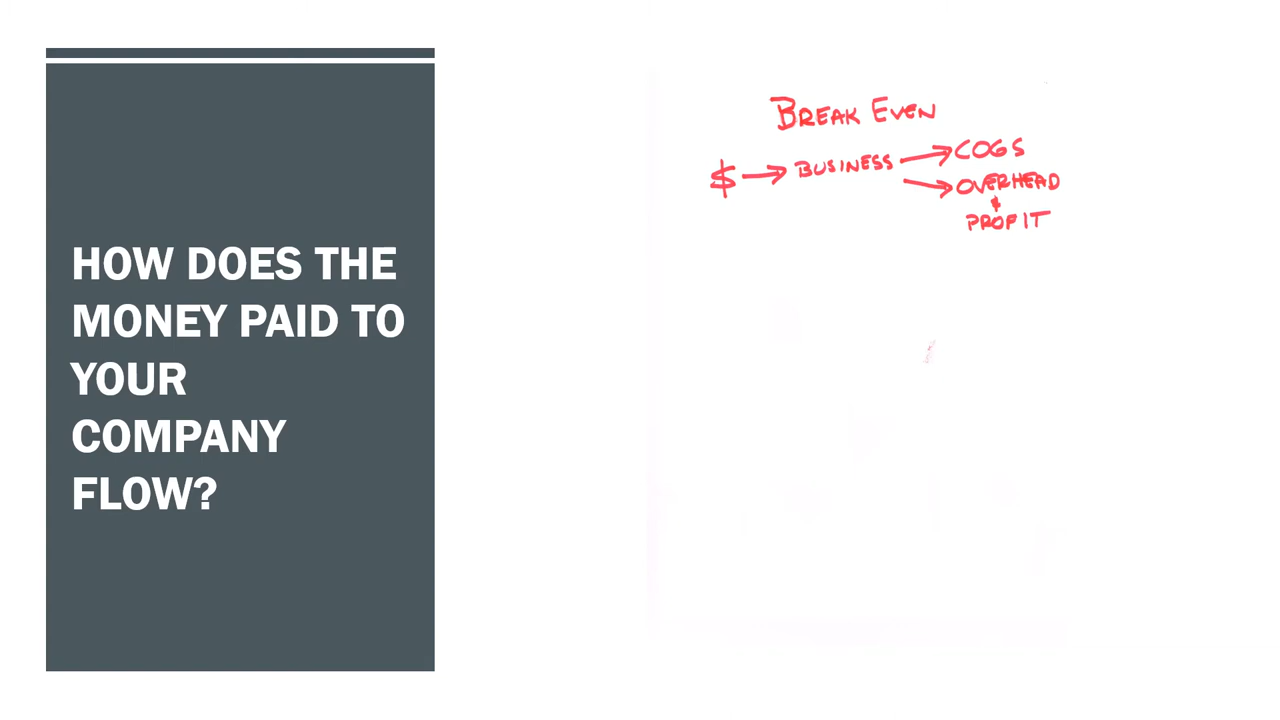 HOW DOES THE
MONEY PAID TO
YOUR
COMPANY
FLOW?
BREAK EVEN
$ → BUSINESS → COGS
→ OVERHEAD
&
PROFIT